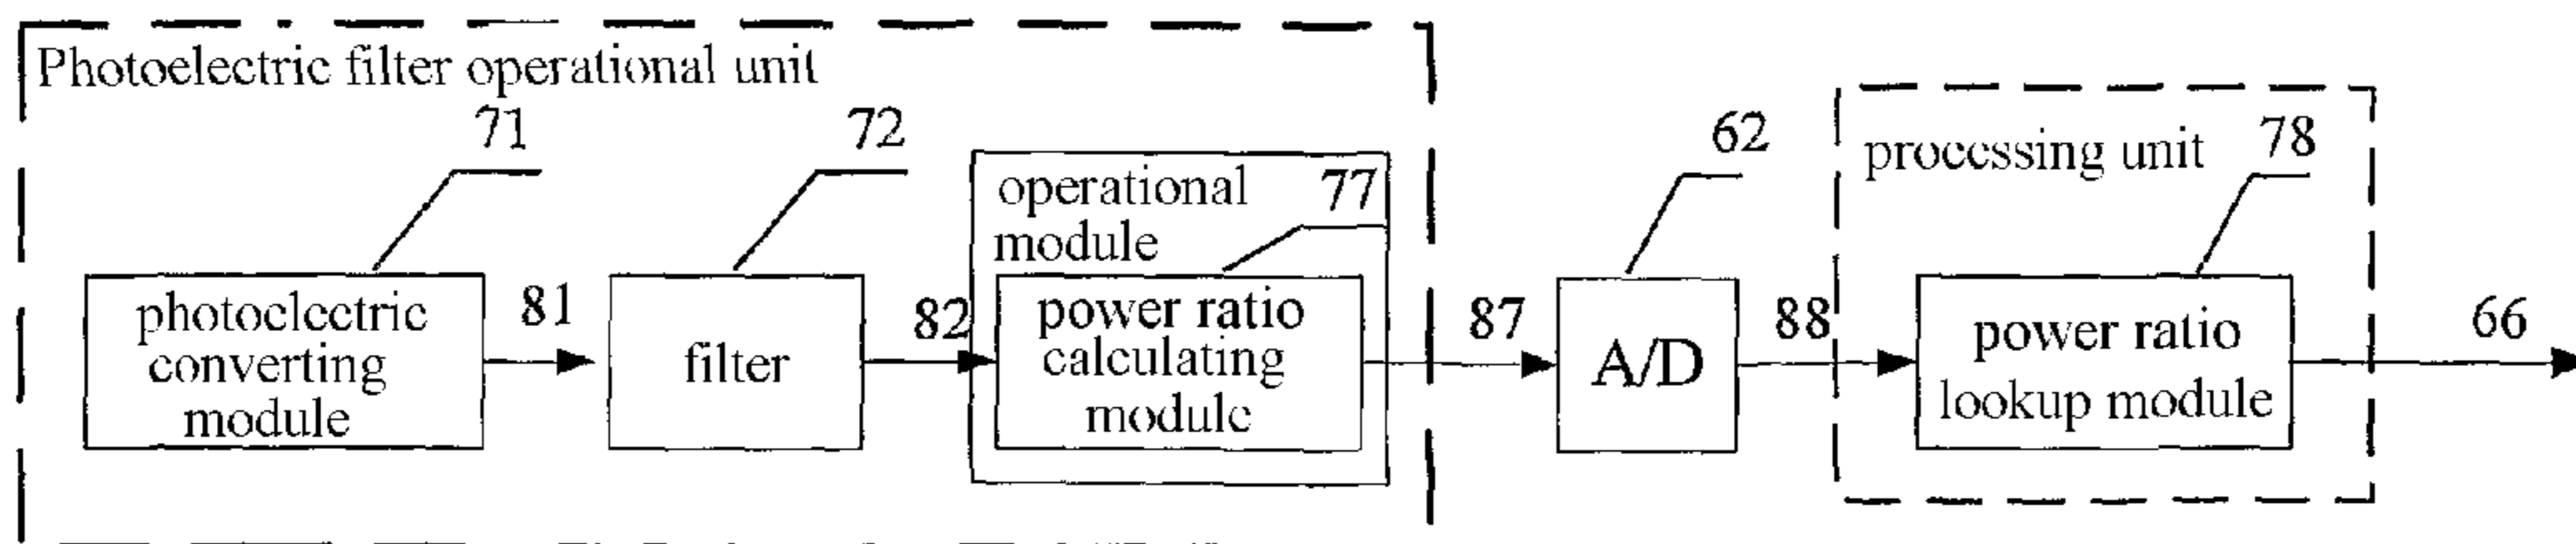 Photoelectric filter operational unit
71
72
62
processing unit
78
operational
module
77
photoelectric
converting
module
81
filter
82
power ratio
calculating
module
87
A/D
88
power ratio
lookup module
66